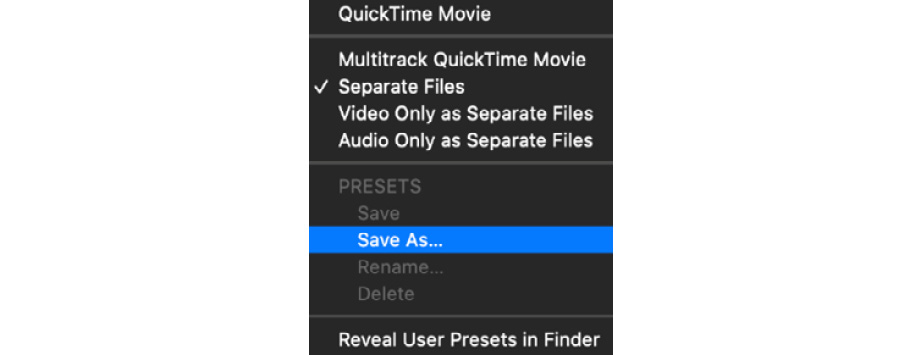 QuickTime Movie
Multitrack QuickTime Movie
✓ Separate Files
Video Only as Separate Files
Audio Only as Separate Files
PRESETS
Save
Save As...
Rename...
Delete
Reveal User Presets in Finder